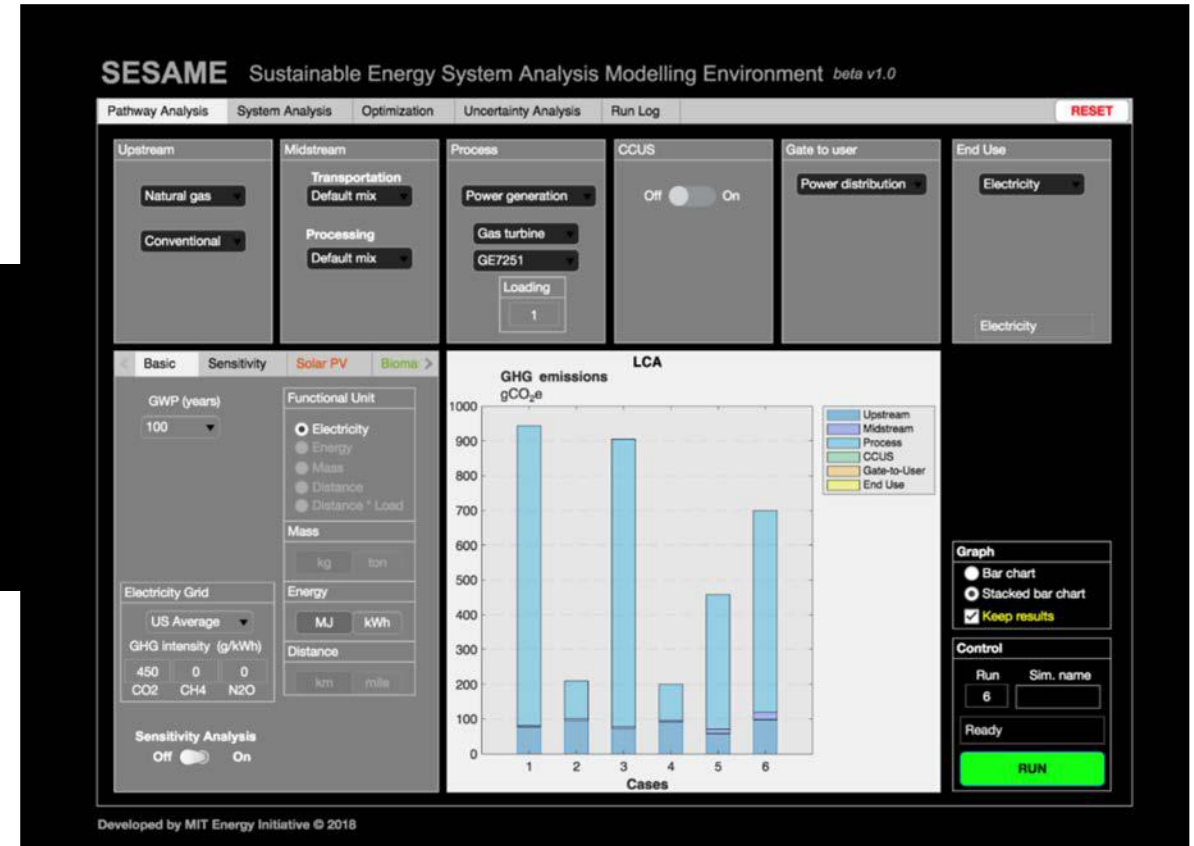 SESAME Sustainable Energy System Analysis Modelling Environment beta v1.0
Pathway Analysis System Analysis Optimization Uncertainty Analysis Run Log RESET
Upstream
Natural gas
Conventional
Midstream
Transportation
Default mix
Processing
Default mix
Process
Power generation
Gas turbine
GE7251
Loading
1
CCUS
Off On
Gate to user
Power distribution
End Use
Electricity
Electricity
Basic Sensitivity Solar PV Bioma >
GWP (years)
100
Electricity Grid
US Average
GHG intensity (g/kWh)
450 0 0
CO2 CH4 N2O
Sensitivity Analysis
Off On
Functional Unit
Electricity
Energy
Mass
Distance
Distance * Load
Mass
kg ton
Energy
MJ kWh
Distance
km mile
LCA
GHG emissions
gCO₂e
1000
900
800
700
600
500
400
300
200
100
0
1 2 3 4 5 6
Cases
Upstream
Midstream
Process
CCUS
Gate-to-User
End Use
Graph
Bar chart
Stacked bar chart
Keep results
Control
Run Sim. name
6
Ready
RUN
Developed by MIT Energy Initiative © 2018